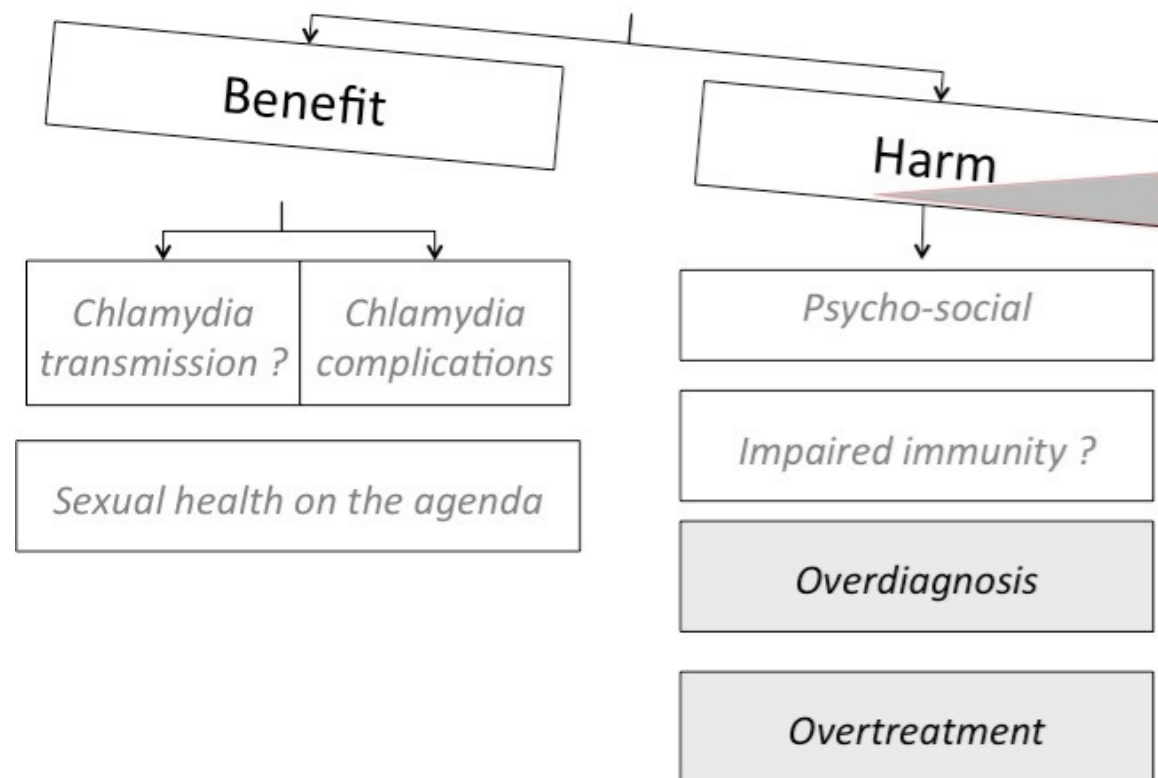 Benefit
Harm
Chlamydia
transmission ?
Chlamydia
complications
Sexual health on the agenda
Psycho-social
Impaired immunity ?
Overdiagnosis
Overtreatment